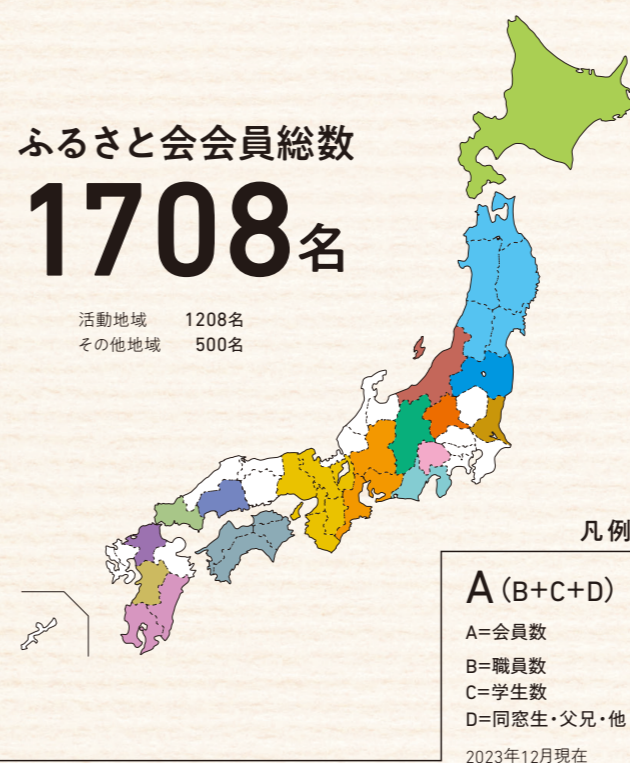 ふるさと会会員総数
1708名
活動地域 1208名
その他地域 500名
凡例
A(B+C+D)
A=会員数
B=職員数
C=学生数
D=同窓生・父兄・他
2023年12月現在